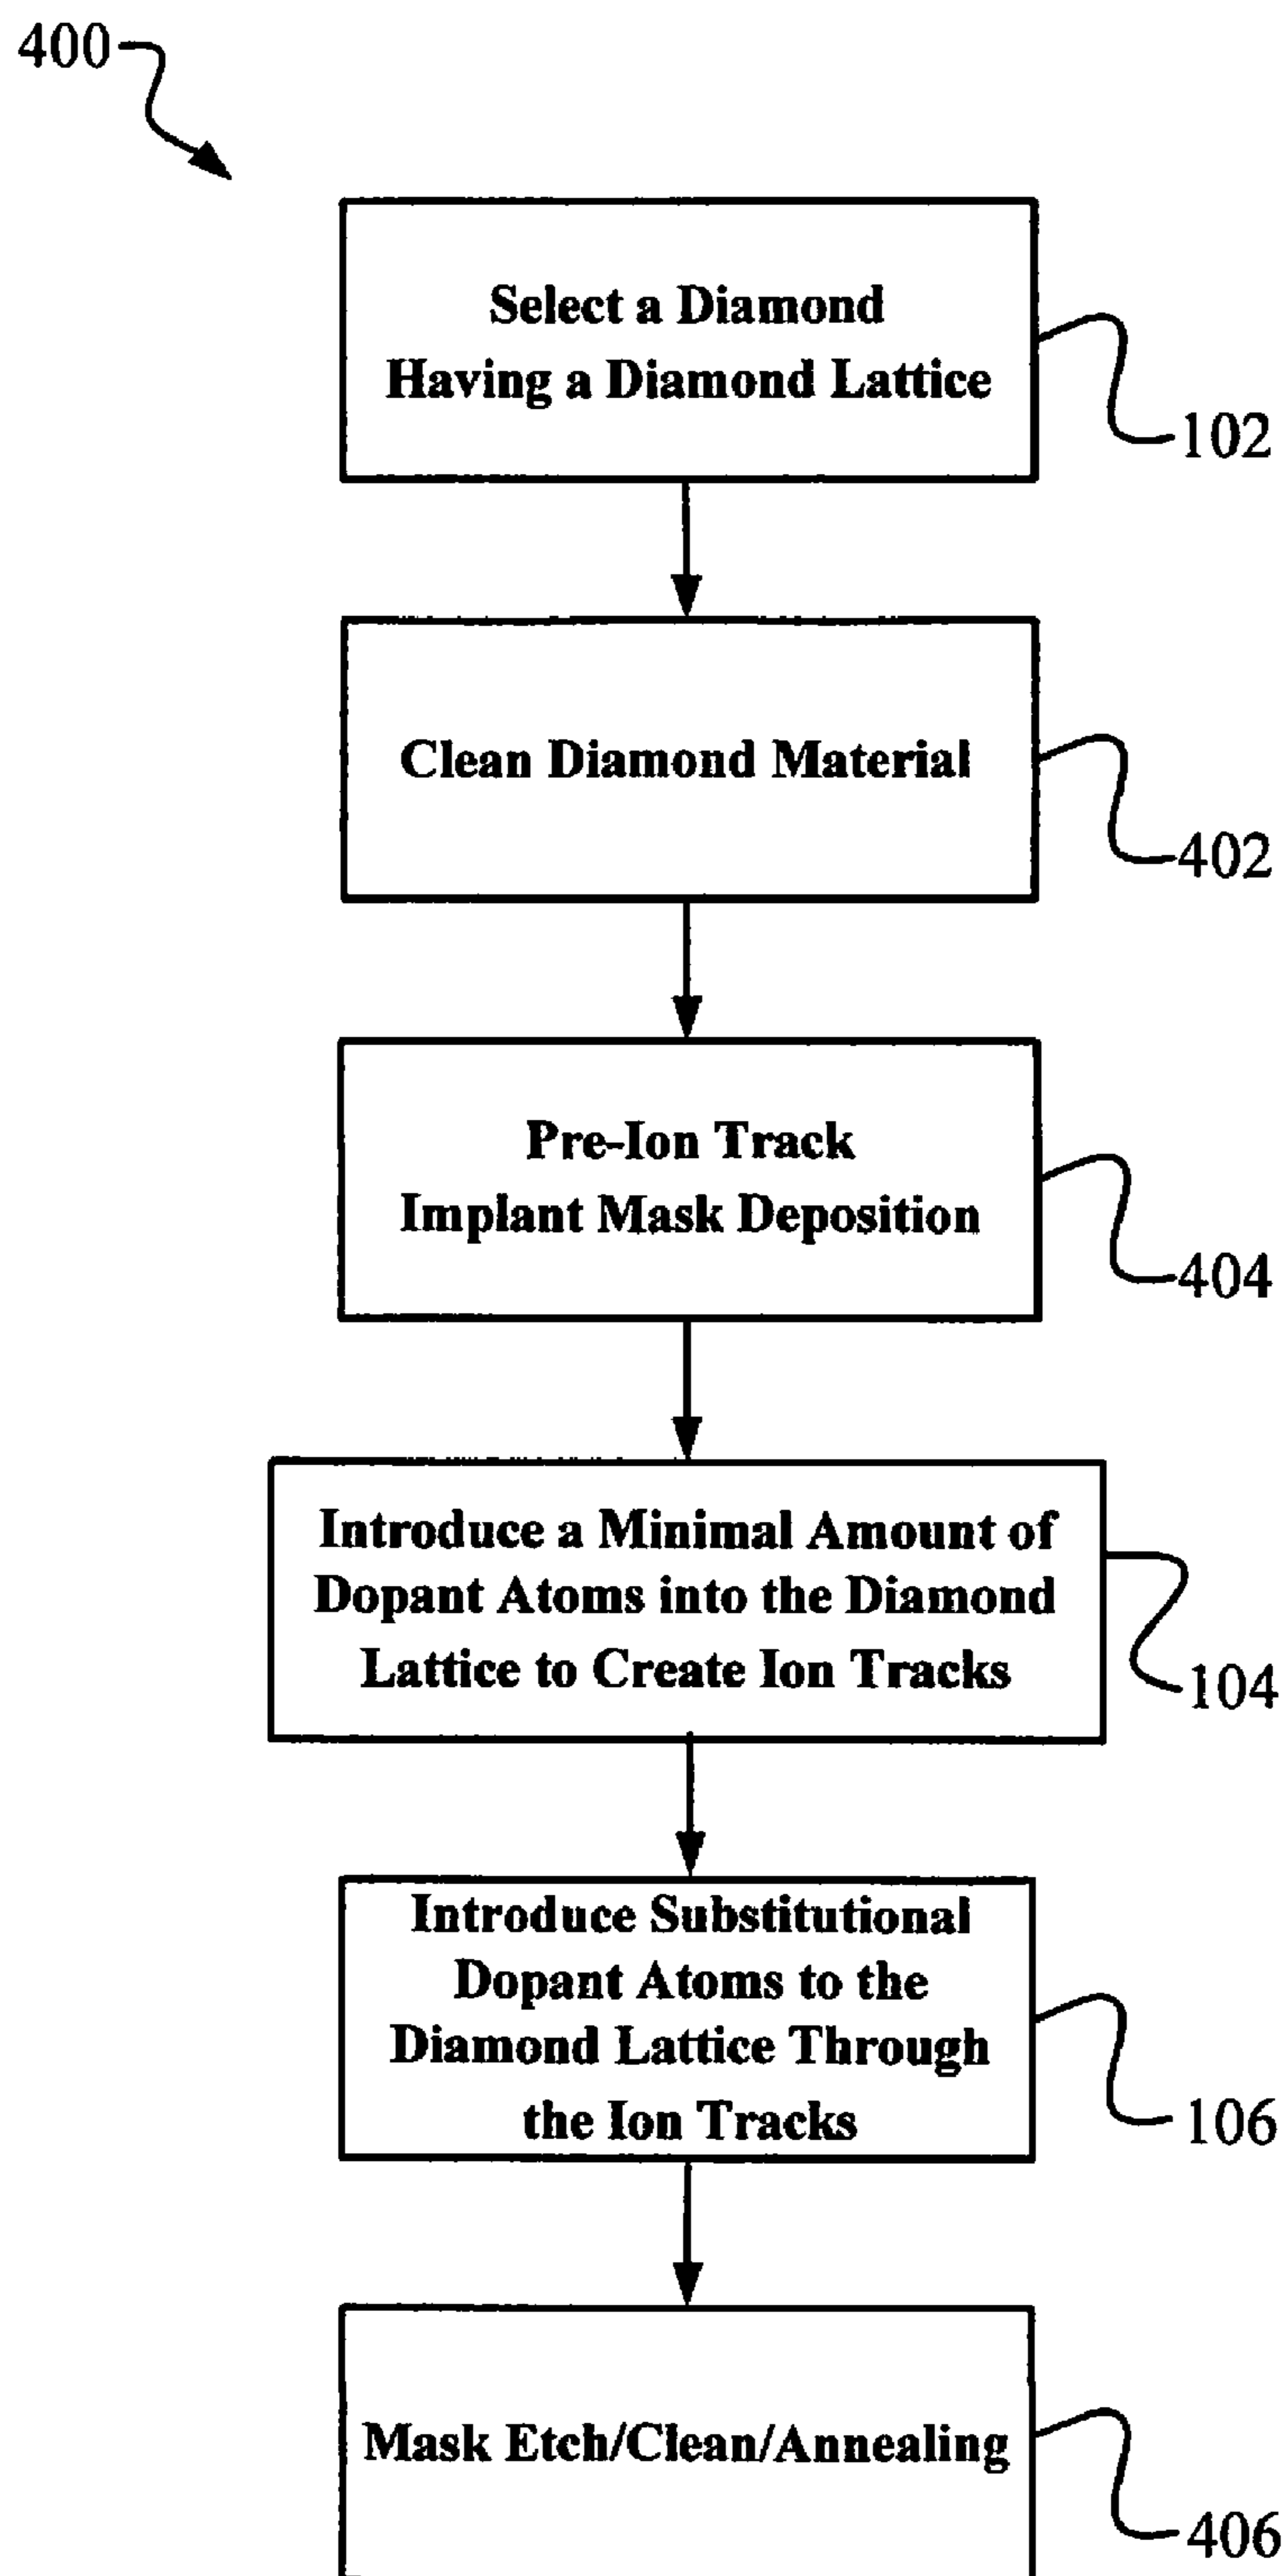 400
Select a Diamond
Having a Diamond Lattice
102
Clean Diamond Material
402
Pre-Ion Track
Implant Mask Deposition
404
Introduce a Minimal Amount of
Dopant Atoms into the Diamond
Lattice to Create Ion Tracks
104
Introduce Substitutional
Dopant Atoms to the
Diamond Lattice Through
the Ion Tracks
106
Mask Etch/Clean/Annealing
406